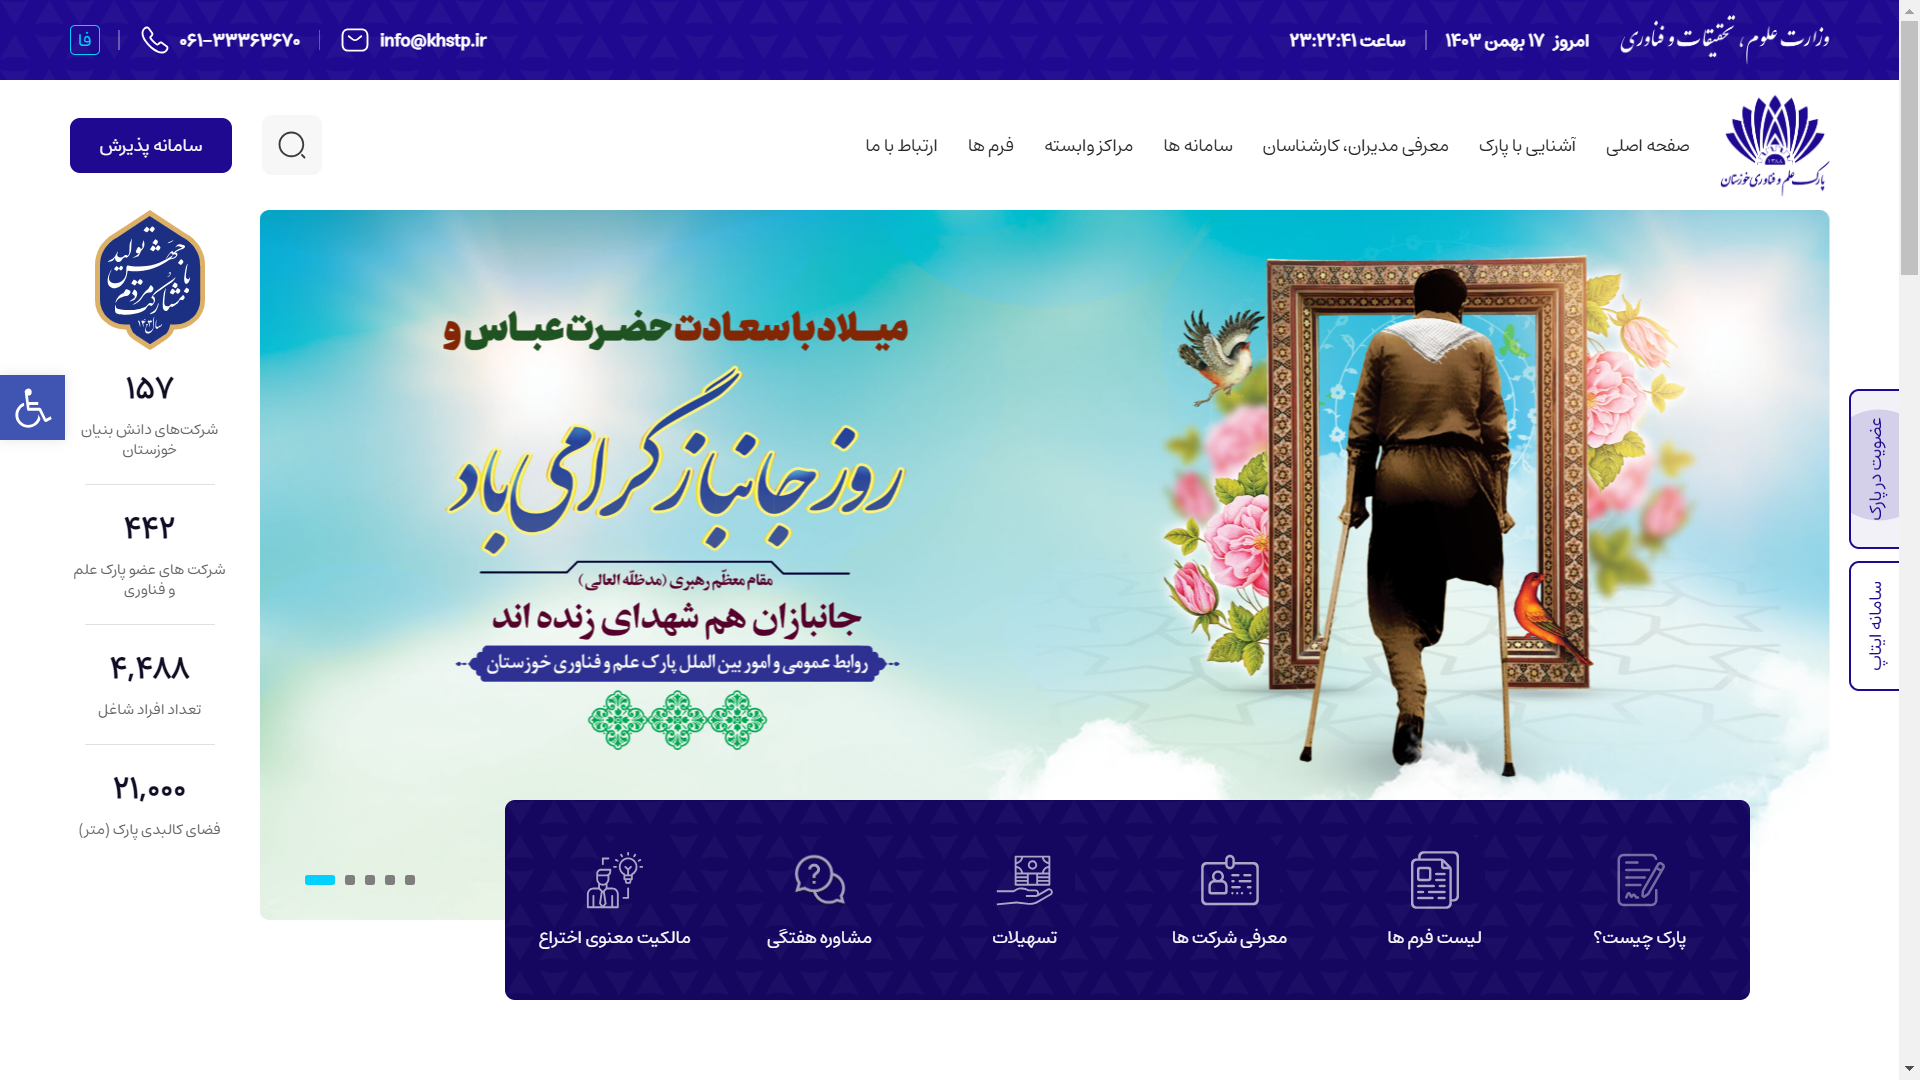 وزارت علوم، تحقیقات و فناوری
امروز ۱۷ بهمن ۱۴۰۳
ساعت ۲۳:۲۲:۴۱
info@khstp.ir
۰۶۱-۳۳۳۶۳۶۷۰
فا
۱۳۸۸
پارک علم و فناوری خوزستان
صفحه اصلی
آشنایی با پارک
معرفی مدیران، کارشناسان
سامانه ها
مراکز وابسته
فرم ها
ارتباط با ما
سامانه پذیرش
میلاد با سعادت حضرت عباس و
روز جانباز گرامی باد
مقام معظّم رهبری (مدظلّه العالی)
جانبازان هم شهدای زنده اند
روابط عمومی و امور بین الملل پارک علم و فناوری خوزستان
جهش تولید
با مشارکت مردم
سال ۱۴۰۳
۱۵۷
شرکت‌های دانش بنیان
خوزستان
۴۴۲
شرکت های عضو پارک علم
و فناوری
۴,۴۸۸
تعداد افراد شاغل
۲۱,۰۰۰
فضای کالبدی پارک (متر)
عضویت در پارک
سامانه ایتاپ
پارک چیست؟
لیست فرم ها
معرفی شرکت ها
تسهیلات
مشاوره هفتگی
مالکیت معنوی اختراع